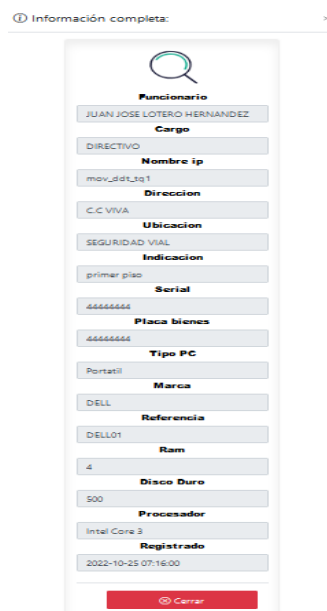 Información completa:
Funcionario
JUAN JOSE LOTERO HERNANDEZ
Cargo
DIRECTIVO
Nombre ip
mov_ddt_tq1
Direccion
C.C VIVA
Ubicacion
SEGURIDAD VIAL
Indicacion
primer piso
Serial
44444444
Placa bienes
44444444
Tipo PC
Portatil
Marca
DELL
Referencia
DELL01
Ram
4
Disco Duro
500
Procesador
Intel Core 3
Registrado
2022-10-25 07:16:00
Cerrar